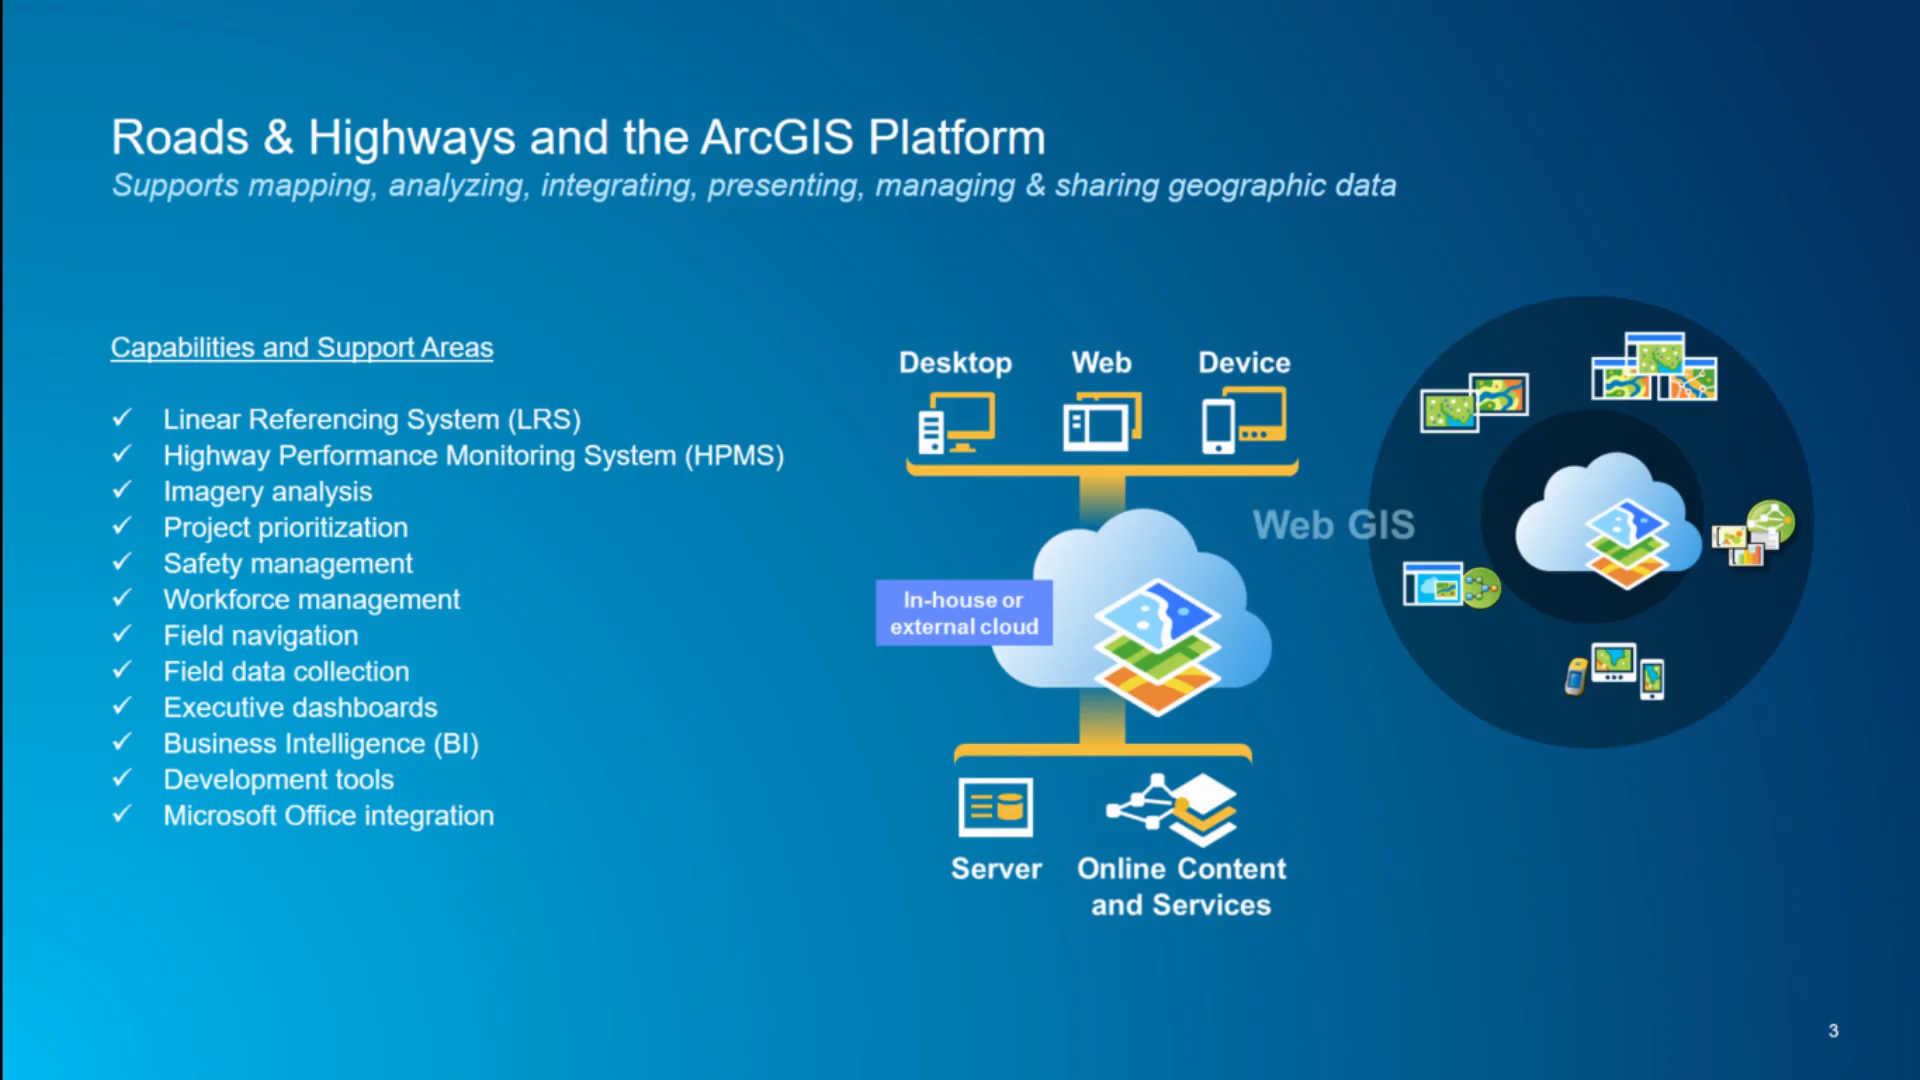 Roads & Highways and the ArcGIS Platform
Supports mapping, analyzing, integrating, presenting, managing & sharing geographic data
Capabilities and Support Areas
✓ Linear Referencing System (LRS)
✓ Highway Performance Monitoring System (HPMS)
✓ Imagery analysis
✓ Project prioritization
✓ Safety management
✓ Workforce management
✓ Field navigation
✓ Field data collection
✓ Executive dashboards
✓ Business Intelligence (BI)
✓ Development tools
✓ Microsoft Office integration
Desktop Web Device
Web GIS
In-house or
external cloud
Server
Online Content
and Services
3